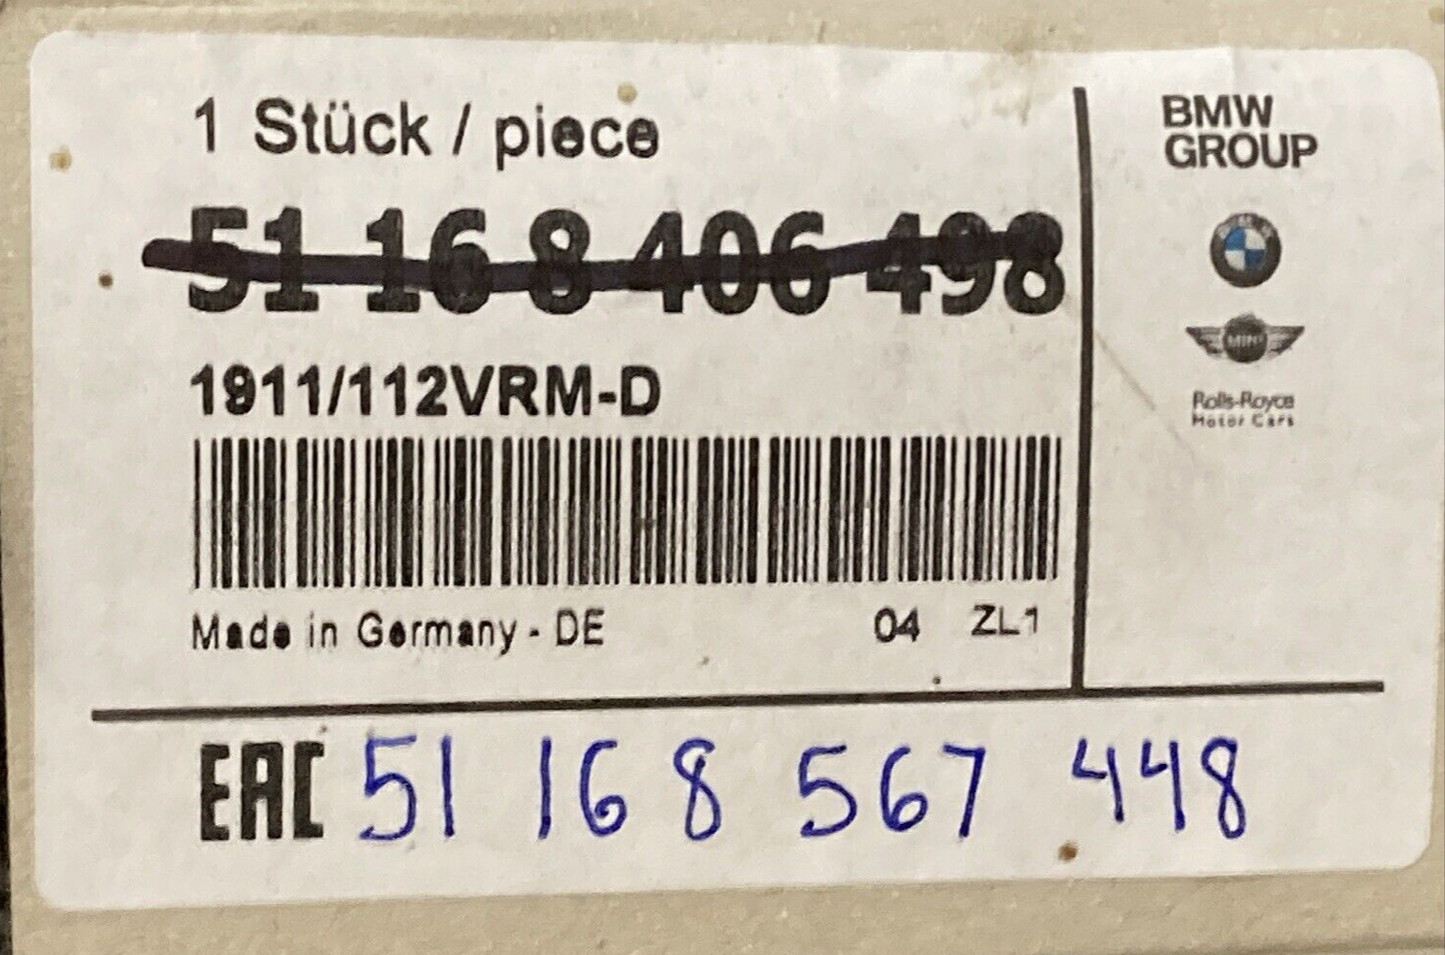 1 Stück / piece
51 16 8 406 498
1911/112VRM-D
Made in Germany - DE 04 ZL1
BMW
GROUP
MINI
Rolls-Royce
Motor Cars
EAC 51 16 8 567 448